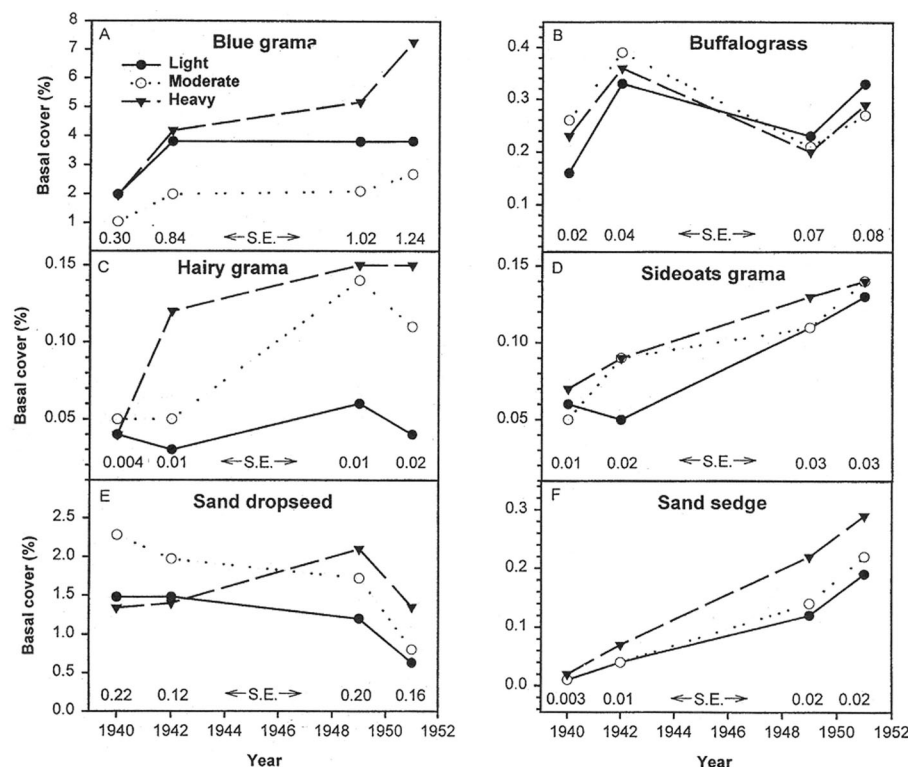 A
Blue grama
Light
Moderate
Heavy
Basal cover (%)
8
7
6
5
4
3
2
1
0.30 0.84 ←S.E.→ 1.02 1.24
B
Buffalograss
0.4
0.3
0.2
0.1
0.02 0.04 ←S.E.→ 0.07 0.08
C
Hairy grama
Basal cover (%)
0.15
0.10
0.05
0.004 0.01 ←S.E.→ 0.01 0.02
D
Sideoats grama
0.15
0.10
0.05
0.01 0.02 ←S.E.→ 0.03 0.03
E
Sand dropseed
Basal cover (%)
2.5
2.0
1.5
1.0
0.5
0.0
0.22 0.12 ←S.E.→ 0.20 0.16
1940 1942 1944 1946 1948 1950 1952
Year
F
Sand sedge
0.3
0.2
0.1
0.0
0.003 0.01 ←S.E.→ 0.02 0.02
1940 1942 1944 1946 1948 1950 1952
Year